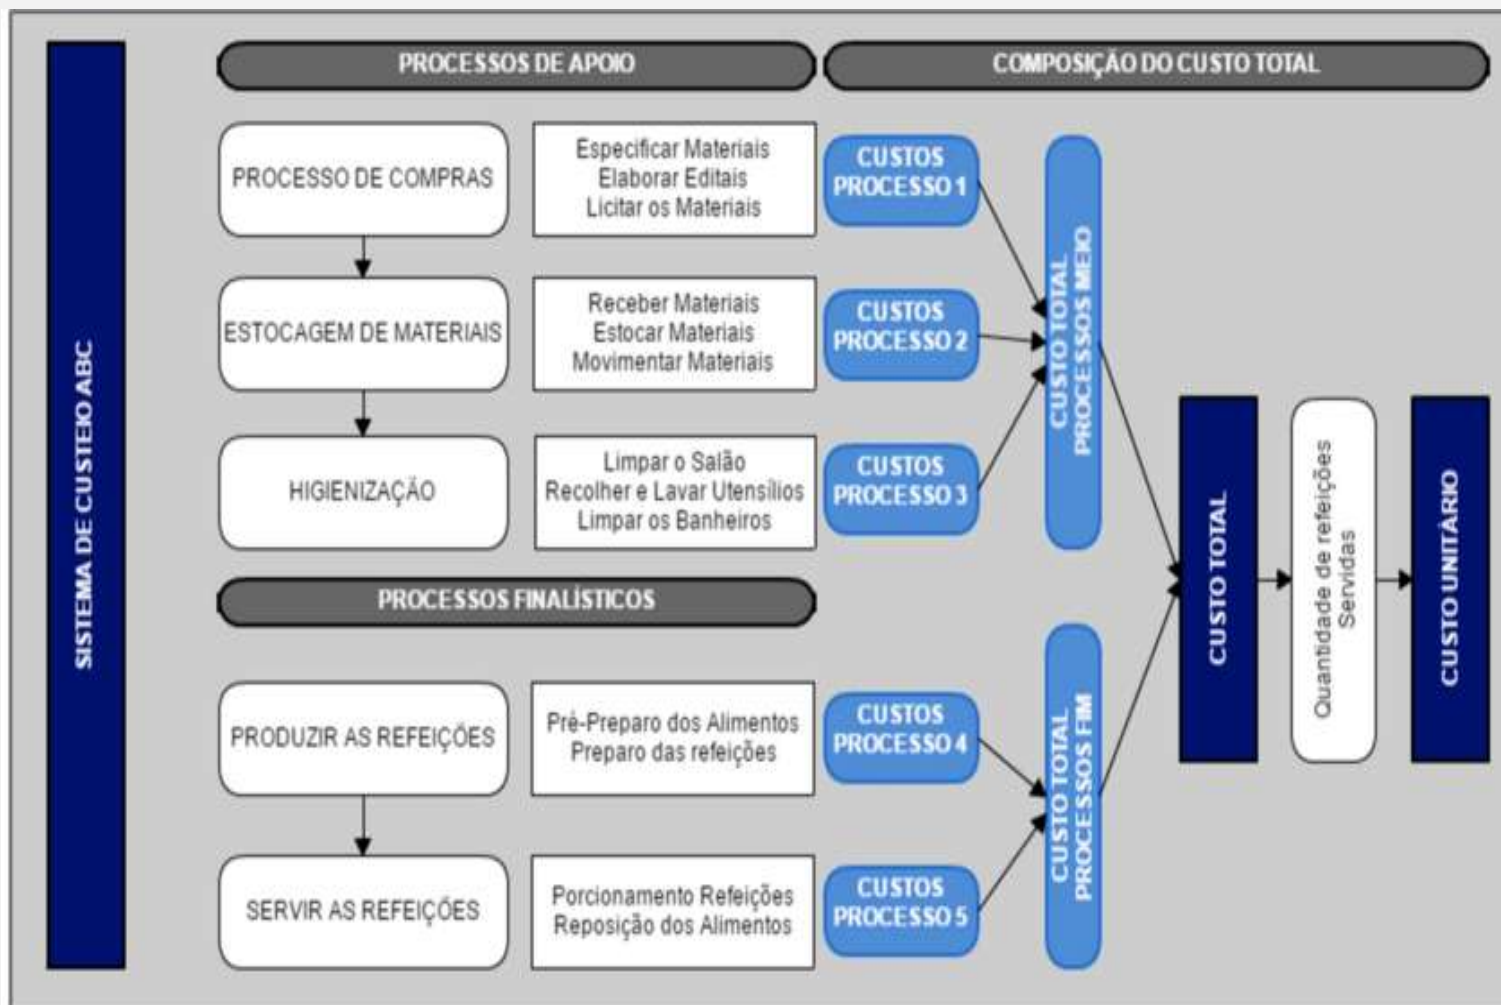 SISTEMA DE CUSTEIO ABC
PROCESSOS DE APOIO
COMPOSIÇÃO DO CUSTO TOTAL
PROCESSO DE COMPRAS
Especificar Materiais
Elaborar Editais
Licitar os Materiais
CUSTOS
PROCESSO 1
ESTOCAGEM DE MATERIAIS
Receber Materiais
Estocar Materiais
Movimentar Materiais
CUSTOS
PROCESSO 2
HIGIENIZAÇÃO
Limpar o Salão
Recolher e Lavar Utensílios
Limpar os Banheiros
CUSTOS
PROCESSO 3
CUSTO TOTAL
PROCESSOS MEIO
PROCESSOS FINALÍSTICOS
PRODUZIR AS REFEIÇÕES
Pré-Preparo dos Alimentos
Preparo das refeições
CUSTOS
PROCESSO 4
SERVIR AS REFEIÇÕES
Porcionamento Refeições
Reposição dos Alimentos
CUSTOS
PROCESSO 5
CUSTO TOTAL
PROCESSOS FIM
CUSTO TOTAL
Quantidade de refeições
Servidas
CUSTO UNITÀRIO